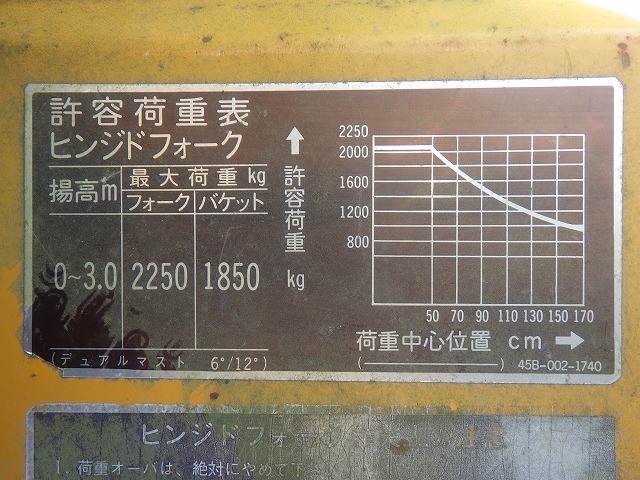 許容荷重表
ヒンジドフォーク
揚高m 最大荷重 kg
フォーク バケット
0~3.0 2250 1850
(デュアルマスト 6°/12°)
許容荷重 kg
2250
2000
1600
1200
800
50 70 90 110 130 150 170
荷重中心位置 cm
45B-002-1740
ヒンジドフォー
1. 荷重オーバは、絶対にやめて下